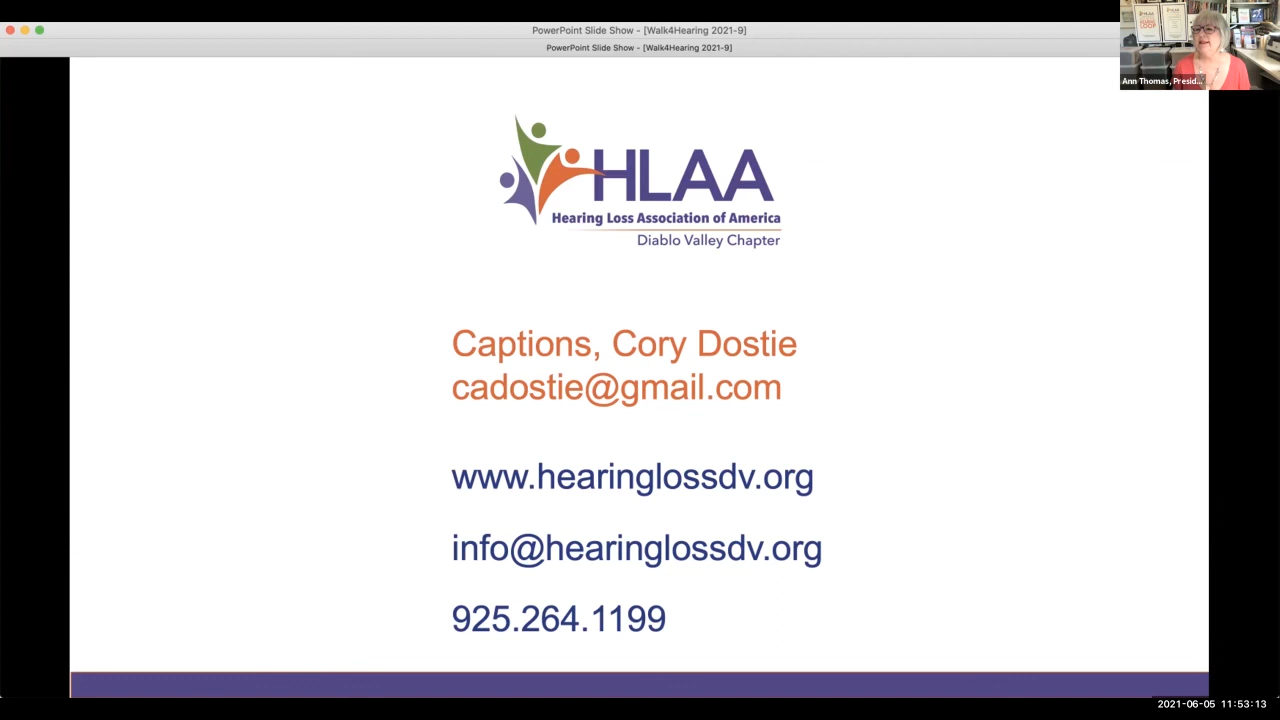 PowerPoint Slide Show - [Walk4Hearing 2021-9]
PowerPoint Slide Show - [Walk4Hearing 2021-9]
Ann Thomas, Presid...
HLAA
Hearing Loss Association of America
Diablo Valley Chapter
Captions, Cory Dostie
cadostie@gmail.com
www.hearinglossdv.org
info@hearinglossdv.org
925.264.1199
2021-06-05 11:53:13